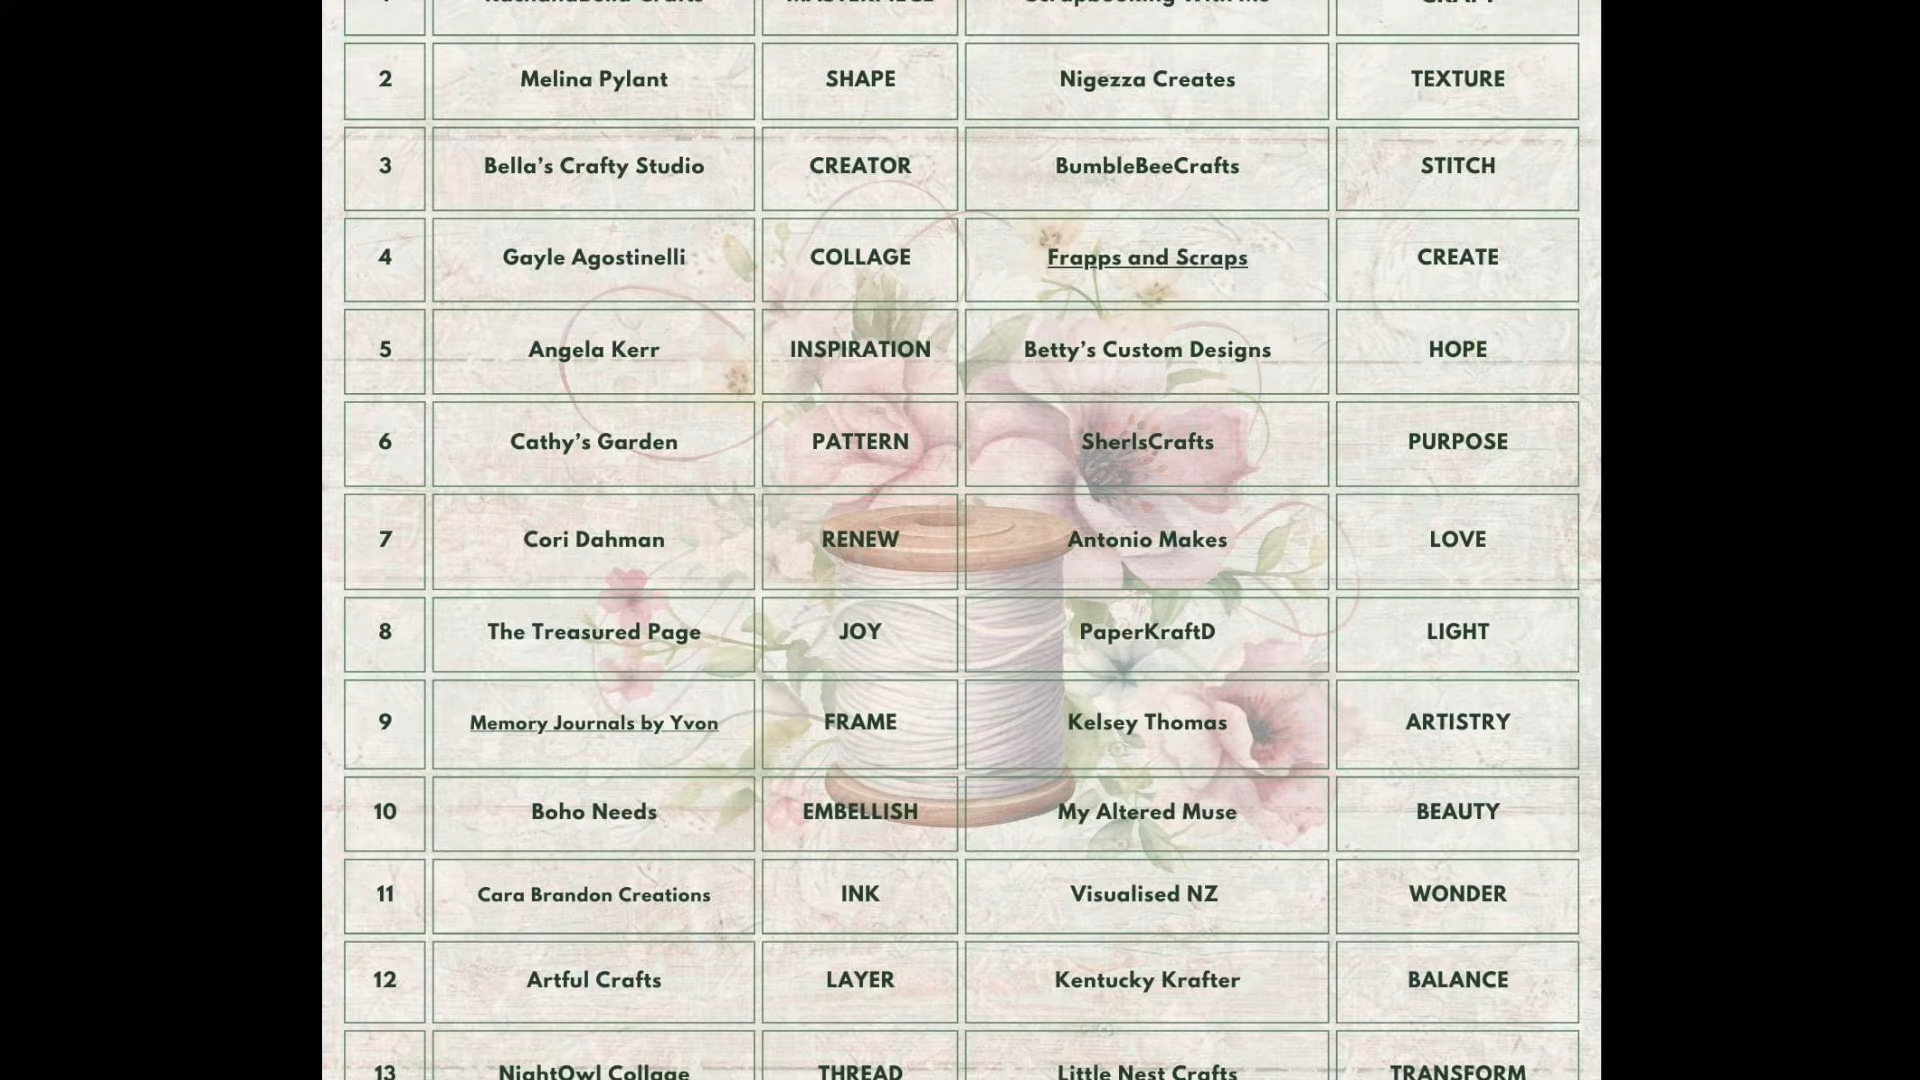 2 Melina Pylant SHAPE Nigezza Creates TEXTURE
3 Bella’s Crafty Studio CREATOR BumbleBeeCrafts STITCH
4 Gayle Agostinelli COLLAGE Frapps and Scraps CREATE
5 Angela Kerr INSPIRATION Betty’s Custom Designs HOPE
6 Cathy’s Garden PATTERN SherlsCrafts PURPOSE
7 Cori Dahman RENEW Antonio Makes LOVE
8 The Treasured Page JOY PaperKraftD LIGHT
9 Memory Journals by Yvon FRAME Kelsey Thomas ARTISTRY
10 Boho Needs EMBELLISH My Altered Muse BEAUTY
11 Cara Brandon Creations INK Visualised NZ WONDER
12 Artful Crafts LAYER Kentucky Krafter BALANCE
13 NightOwl Collage THREAD Little Nest Crafts TRANSFORM